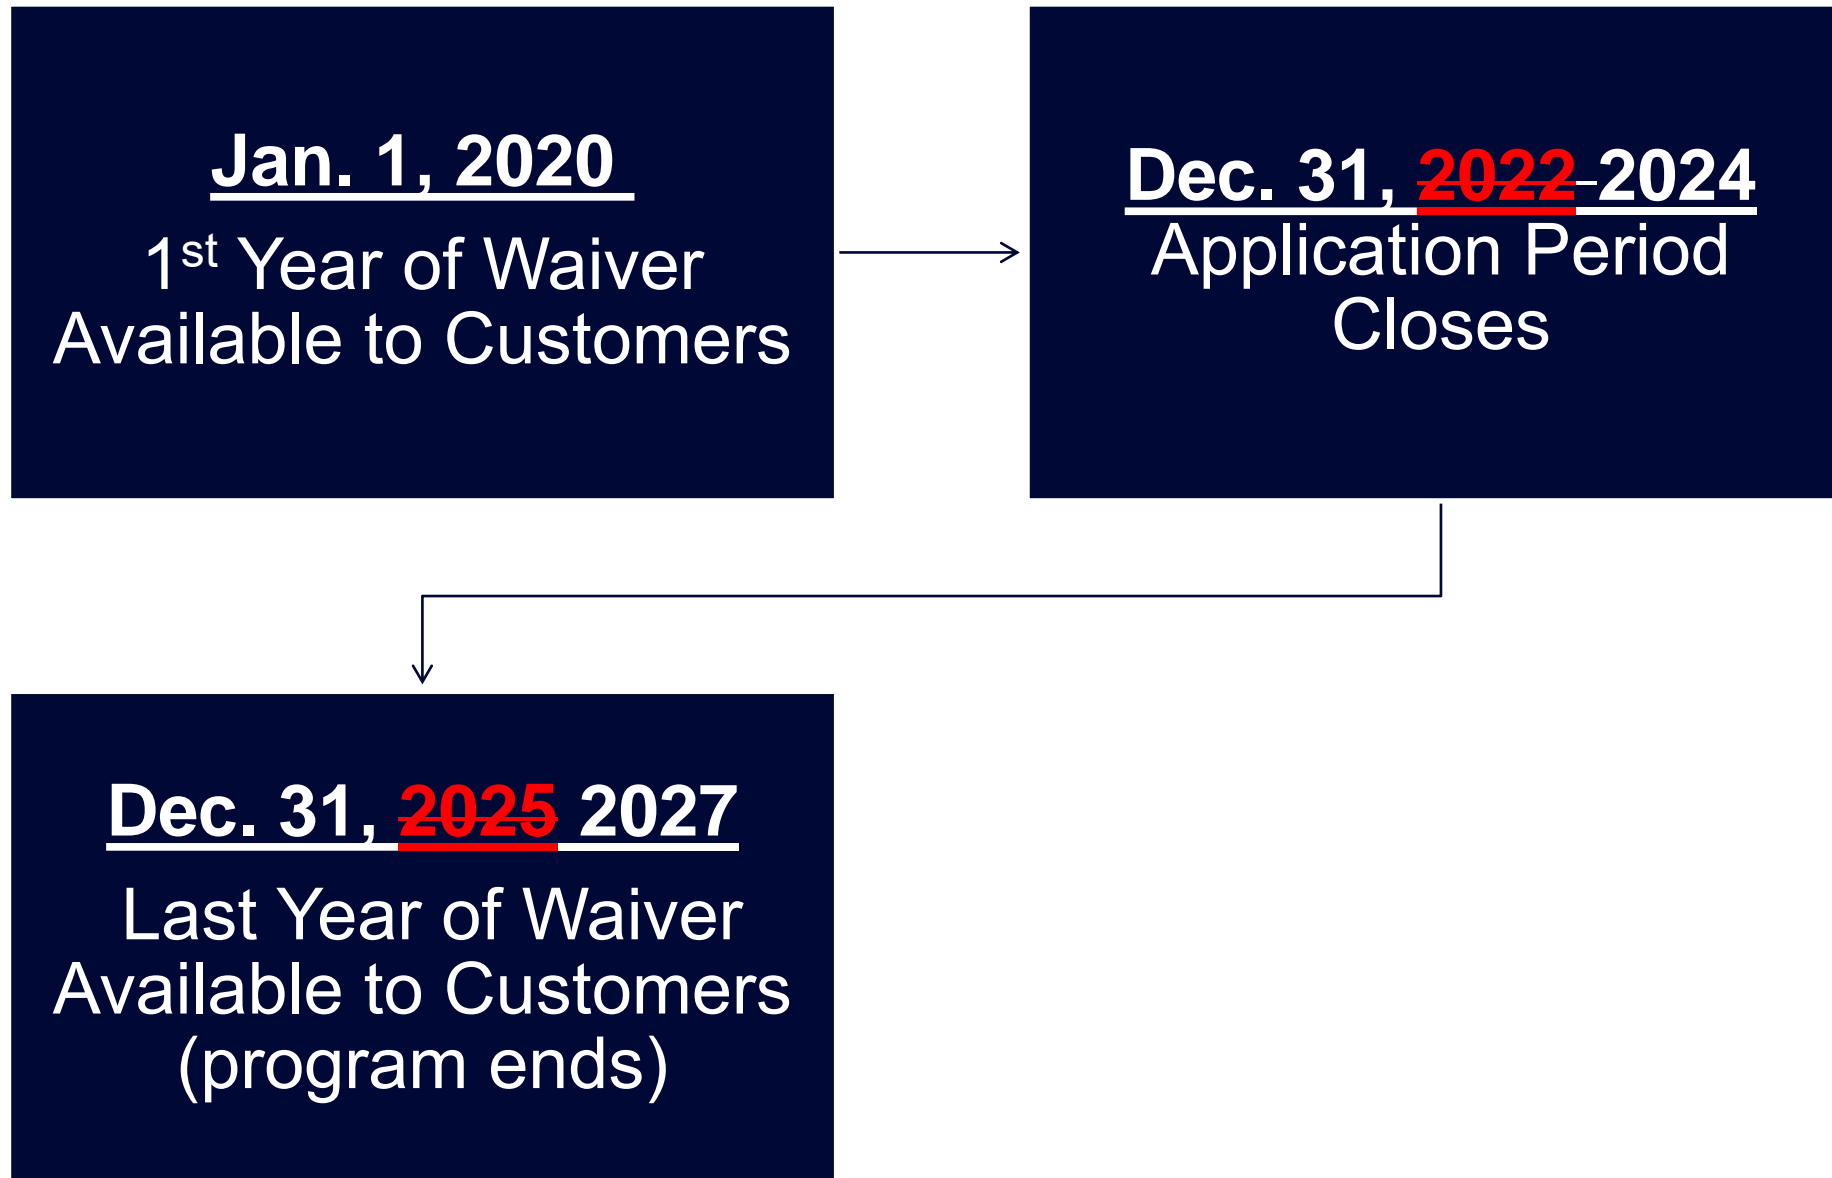 Jan. 1, 2020
1st Year of Waiver
Available to Customers
Dec. 31, 2022 2024
Application Period
Closes
Dec. 31, 2025 2027
Last Year of Waiver
Available to Customers
(program ends)